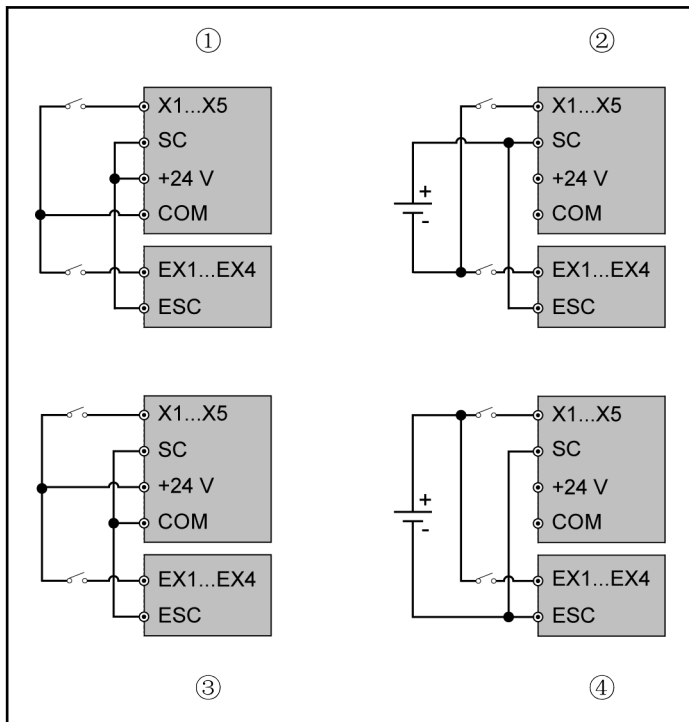 ①
②
X1...X5
SC
+24 V
COM
EX1...EX4
ESC
X1...X5
SC
+24 V
COM
EX1...EX4
ESC
+
-
X1...X5
SC
+24 V
COM
EX1...EX4
ESC
X1...X5
SC
+24 V
COM
EX1...EX4
ESC
+
-
③
④